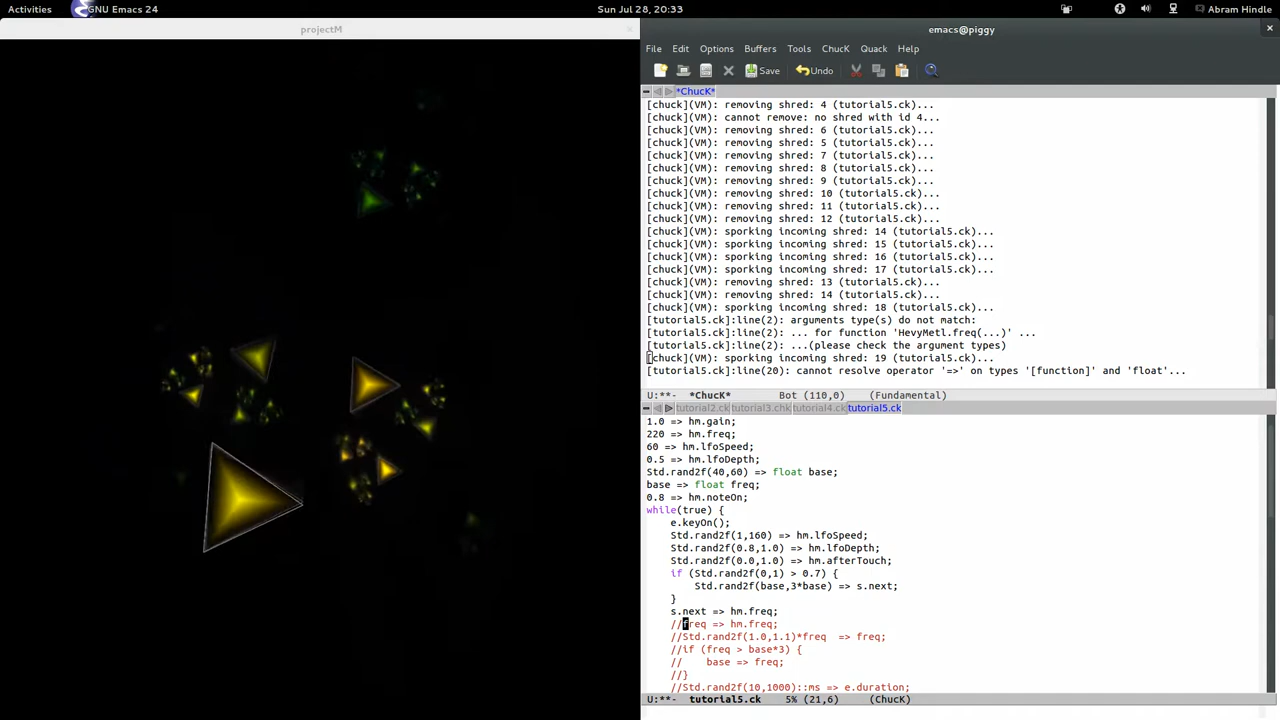 Activities GNU Emacs 24 Sun Jul 28, 20:33 Abram Hindle
projectM
emacs@piggy
File Edit Options Buffers Tools ChucK Quack Help
Save Undo
*ChucK*
[chuck](VM): removing shred: 4 (tutorial5.ck)...
[chuck](VM): cannot remove: no shred with id 4...
[chuck](VM): removing shred: 6 (tutorial5.ck)...
[chuck](VM): removing shred: 5 (tutorial5.ck)...
[chuck](VM): removing shred: 7 (tutorial5.ck)...
[chuck](VM): removing shred: 8 (tutorial5.ck)...
[chuck](VM): removing shred: 9 (tutorial5.ck)...
[chuck](VM): removing shred: 10 (tutorial5.ck)...
[chuck](VM): removing shred: 11 (tutorial5.ck)...
[chuck](VM): removing shred: 12 (tutorial5.ck)...
[chuck](VM): sporking incoming shred: 14 (tutorial5.ck)...
[chuck](VM): sporking incoming shred: 15 (tutorial5.ck)...
[chuck](VM): sporking incoming shred: 16 (tutorial5.ck)...
[chuck](VM): sporking incoming shred: 17 (tutorial5.ck)...
[chuck](VM): removing shred: 13 (tutorial5.ck)...
[chuck](VM): removing shred: 14 (tutorial5.ck)...
[chuck](VM): sporking incoming shred: 18 (tutorial5.ck)...
[tutorial5.ck]:line(2): arguments type(s) do not match:
[tutorial5.ck]:line(2): ... for function 'HevyMetl.freq(...)' ...
[tutorial5.ck]:line(2): ...(please check the argument types)
[chuck](VM): sporking incoming shred: 19 (tutorial5.ck)...
[tutorial5.ck]:line(20): cannot resolve operator '=>' on types '[function]' and 'float'...
U:**- *ChucK* Bot (110,0) (Fundamental)
tutorial2.ck tutorial3.chk tutorial4.ck tutorial5.ck
1.0 => hm.gain;
220 => hm.freq;
60 => hm.lfoSpeed;
0.5 => hm.lfoDepth;
Std.rand2f(40,60) => float base;
base => float freq;
0.8 => hm.noteOn;
while(true) {
e.keyOn();
Std.rand2f(1,160) => hm.lfoSpeed;
Std.rand2f(0.8,1.0) => hm.lfoDepth;
Std.rand2f(0.0,1.0) => hm.afterTouch;
if (Std.rand2f(0,1) > 0.7) {
Std.rand2f(base,3*base) => s.next;
}
s.next => hm.freq;
//freq => hm.freq;
//Std.rand2f(1.0,1.1)*freq  => freq;
//if (freq > base*3) {
//    base => freq;
//}
//Std.rand2f(10,1000)::ms => e.duration;
U:**- tutorial5.ck 5% (21,6) (ChucK)